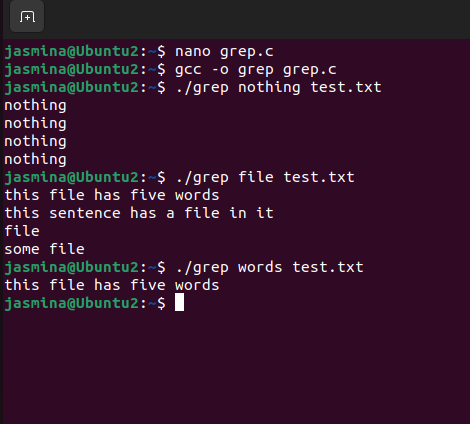 jasmina@Ubuntu2:~$ nano grep.c
jasmina@Ubuntu2:~$ gcc -o grep grep.c
jasmina@Ubuntu2:~$ ./grep nothing test.txt
nothing
nothing
nothing
nothing
jasmina@Ubuntu2:~$ ./grep file test.txt
this file has five words
this sentence has a file in it
file
some file
jasmina@Ubuntu2:~$ ./grep words test.txt
this file has five words
jasmina@Ubuntu2:~$